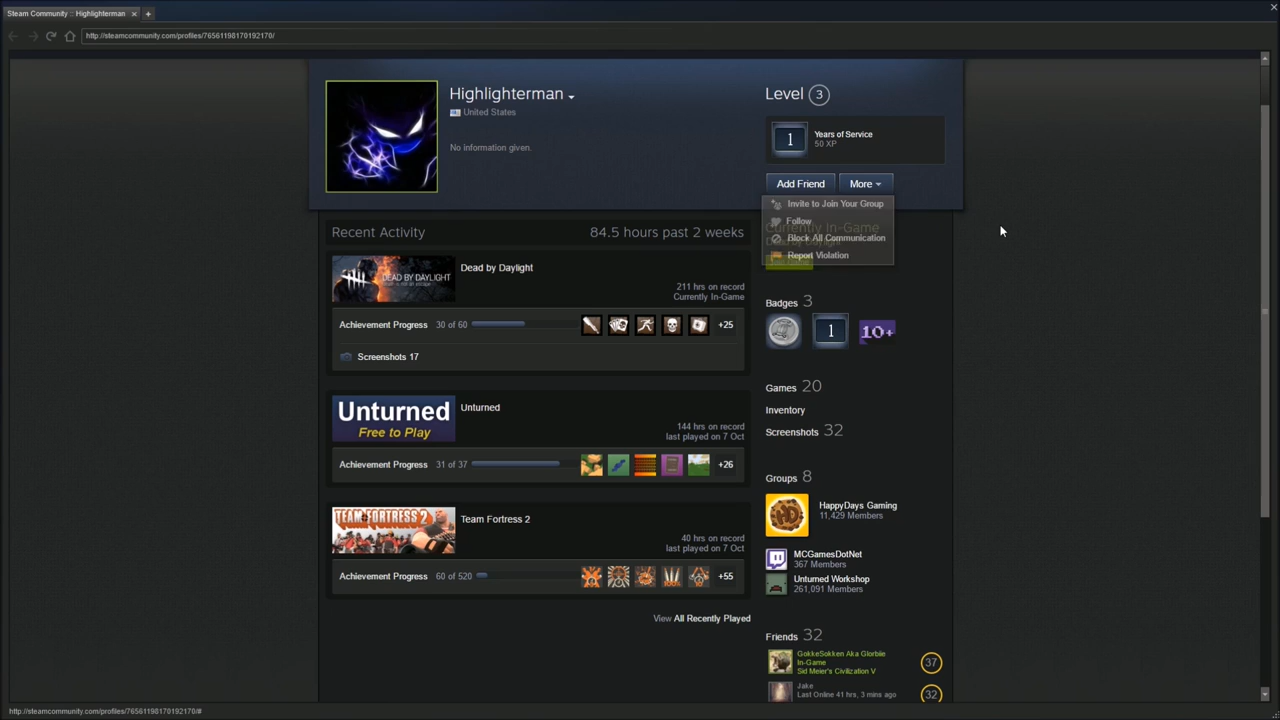 Steam Community :: Highlighterman
http://steamcommunity.com/profiles/76561198170192170/
Highlighterman
United States
No information given.
Level 3
1
Years of Service
50 XP
Add Friend
More
Invite to Join Your Group
Follow
Block All Communication
Report Violation
Currently In-Game
Recent Activity
84.5 hours past 2 weeks
DEAD BY DAYLIGHT
Dead by Daylight
211 hrs on record
Currently In-Game
Achievement Progress 30 of 60
+25
Screenshots 17
Unturned
Free to Play
Unturned
144 hrs on record
last played on 7 Oct
Achievement Progress 31 of 37
+26
TEAM FORTRESS 2
Team Fortress 2
40 hrs on record
last played on 7 Oct
Achievement Progress 60 of 520
+55
View All Recently Played
Badges 3
1
10+
Games 20
Inventory
Screenshots 32
Groups 8
HappyDays Gaming
11,429 Members
MCGamesDotNet
367 Members
Unturned Workshop
261,091 Members
Friends 32
GokkeSokken Aka Glorbiie
In-Game
Sid Meier's Civilization V
37
Jake
Last Online 41 hrs, 3 mins ago
32
http://steamcommunity.com/profiles/76561198170192170/#